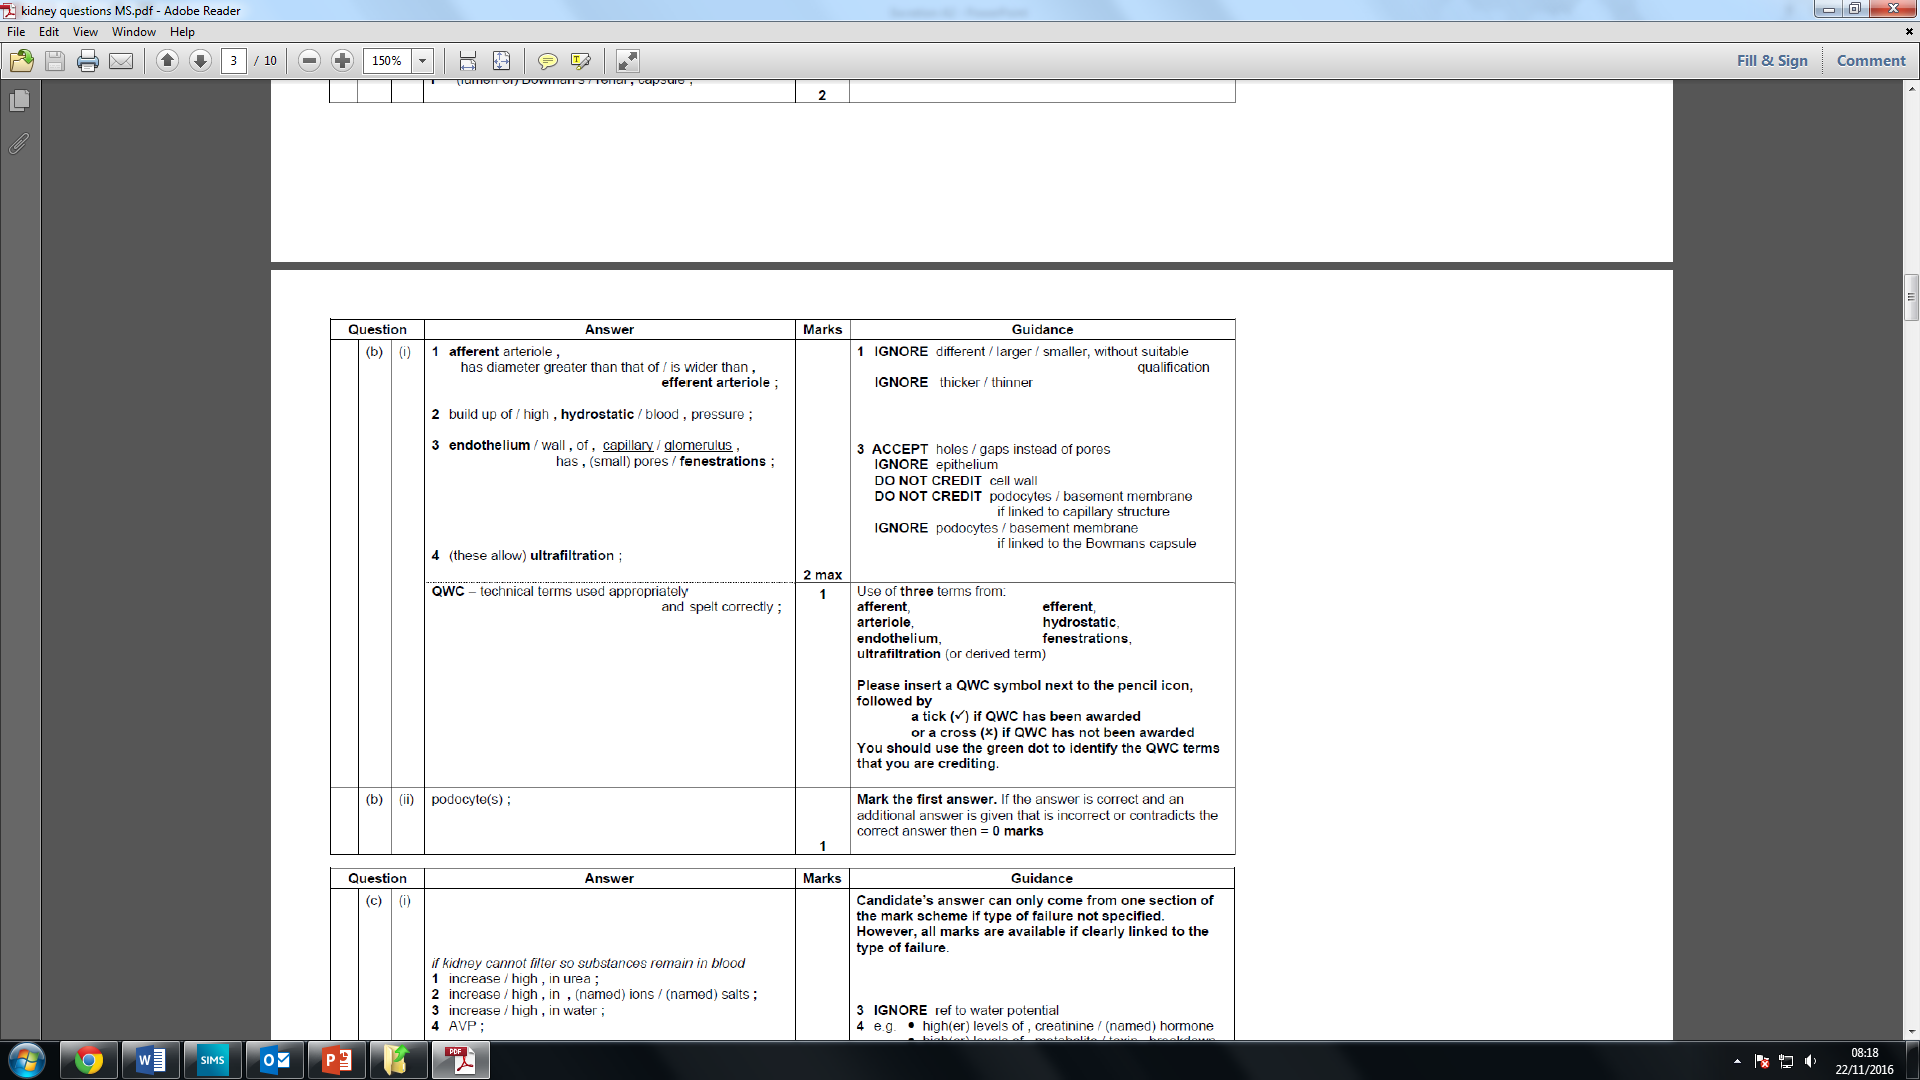 kidney questions MS.pdf - Adobe Reader
File Edit View Window Help
3 / 10 150% Fill & Sign Comment
(lumen of) Bowman's / renal , capsule ;
2
Question Answer Marks Guidance
(b) (i) 1 afferent arteriole , 1 IGNORE different / larger / smaller, without suitable
has diameter greater than that of / is wider than , qualification
efferent arteriole ; IGNORE thicker / thinner
2 build up of / high , hydrostatic / blood , pressure ;
3 endothelium / wall , of , capillary / glomerulus , 3 ACCEPT holes / gaps instead of pores
has , (small) pores / fenestrations ; IGNORE epithelium
DO NOT CREDIT cell wall
DO NOT CREDIT podocytes / basement membrane
if linked to capillary structure
IGNORE podocytes / basement membrane
if linked to the Bowmans capsule
4 (these allow) ultrafiltration ;
2 max
QWC – technical terms used appropriately 1 Use of three terms from:
and spelt correctly ; afferent, efferent,
arteriole, hydrostatic,
endothelium, fenestrations,
ultrafiltration (or derived term)
Please insert a QWC symbol next to the pencil icon,
followed by
a tick (✓) if QWC has been awarded
or a cross (×) if QWC has not been awarded
You should use the green dot to identify the QWC terms
that you are crediting.
(b) (ii) podocyte(s) ; Mark the first answer. If the answer is correct and an
additional answer is given that is incorrect or contradicts the
correct answer then = 0 marks
1
Question Answer Marks Guidance
(c) (i) Candidate's answer can only come from one section of
the mark scheme if type of failure not specified.
However, all marks are available if clearly linked to the
type of failure.
if kidney cannot filter so substances remain in blood
1 increase / high , in urea ;
2 increase / high , in , (named) ions / (named) salts ;
3 increase / high , in water ; 3 IGNORE ref to water potential
4 AVP ; 4 e.g. • high(er) levels of , creatinine / (named) hormone
• high(er) levels of , metabolite / toxin , breakdown
SIMS
PDF
08:18
22/11/2016